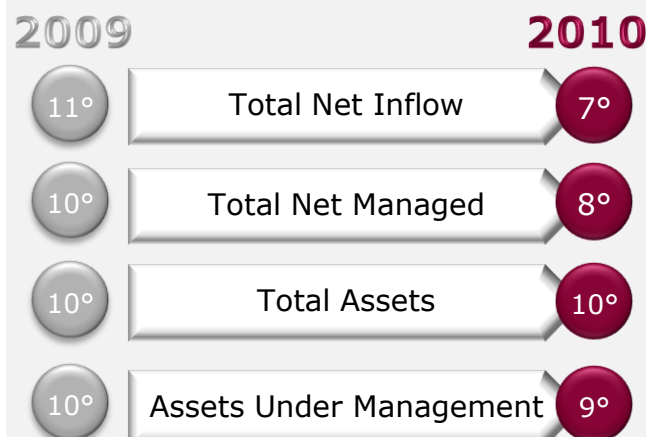 2009 2010
11° Total Net Inflow 7°
10° Total Net Managed 8°
10° Total Assets 10°
10° Assets Under Management 9°